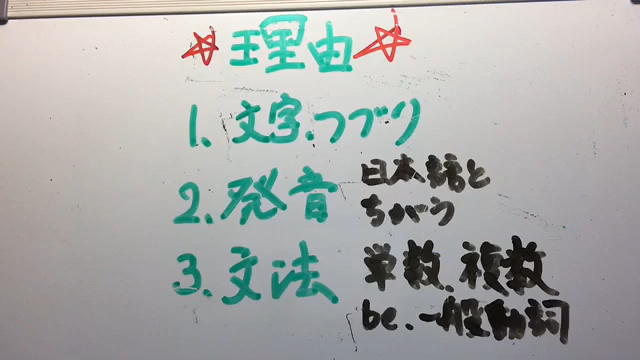 ☆理由☆
1. 文字、つづり
2. 発音
日本語と
ちがう
3. 文法
単数、複数
be. 一般動詞